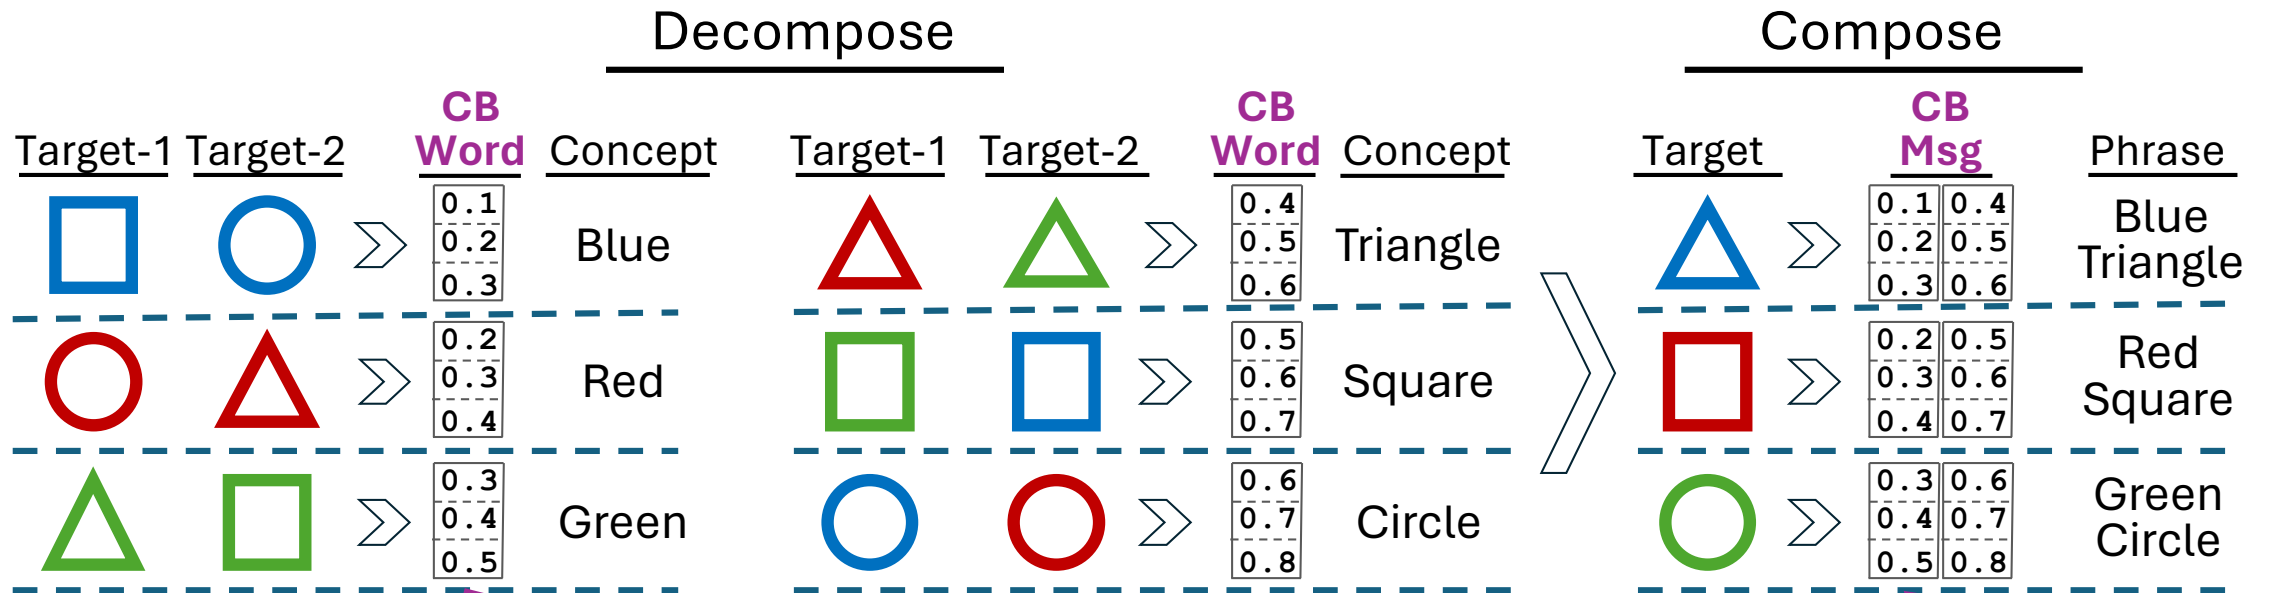 Decompose
Compose
CB
CB
CB
Target-1 Target-2 Word Concept Target-1 Target-2 Word Concept Target Msg Phrase
0.1
0.2
0.3
Blue
0.4
0.5
0.6
Triangle
0.1 0.4
0.2 0.5
0.3 0.6
Blue
Triangle
0.2
0.3
0.4
Red
0.5
0.6
0.7
Square
0.2 0.5
0.3 0.6
0.4 0.7
Red
Square
0.3
0.4
0.5
Green
0.6
0.7
0.8
Circle
0.3 0.6
0.4 0.7
0.5 0.8
Green
Circle